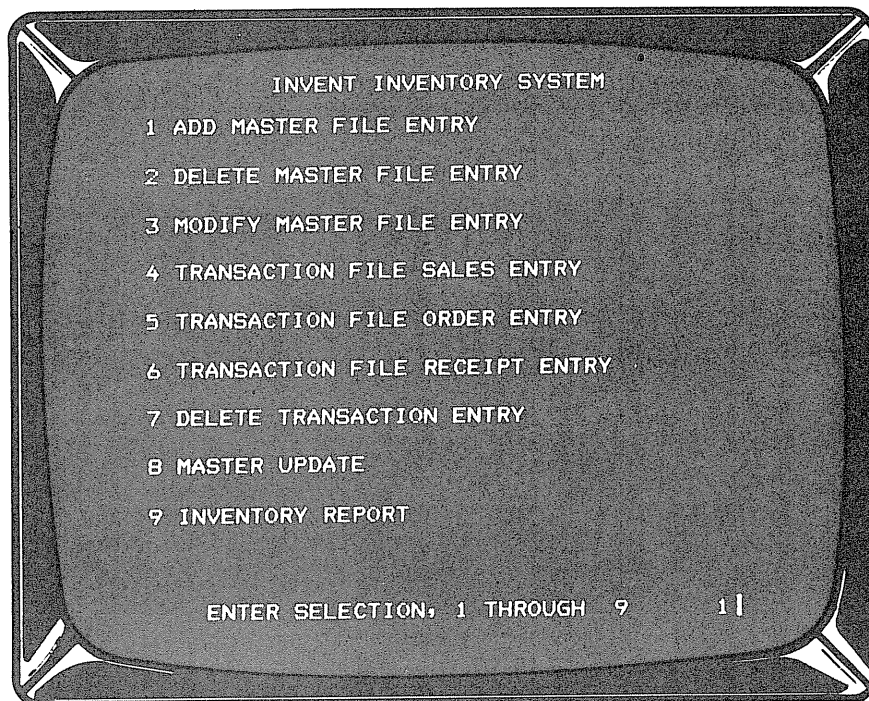 INVENT INVENTORY SYSTEM
1 ADD MASTER FILE ENTRY
2 DELETE MASTER FILE ENTRY
3 MODIFY MASTER FILE ENTRY
4 TRANSACTION FILE SALES ENTRY
5 TRANSACTION FILE ORDER ENTRY
6 TRANSACTION FILE RECEIPT ENTRY
7 DELETE TRANSACTION ENTRY
8 MASTER UPDATE
9 INVENTORY REPORT
ENTER SELECTION, 1 THROUGH 9 1